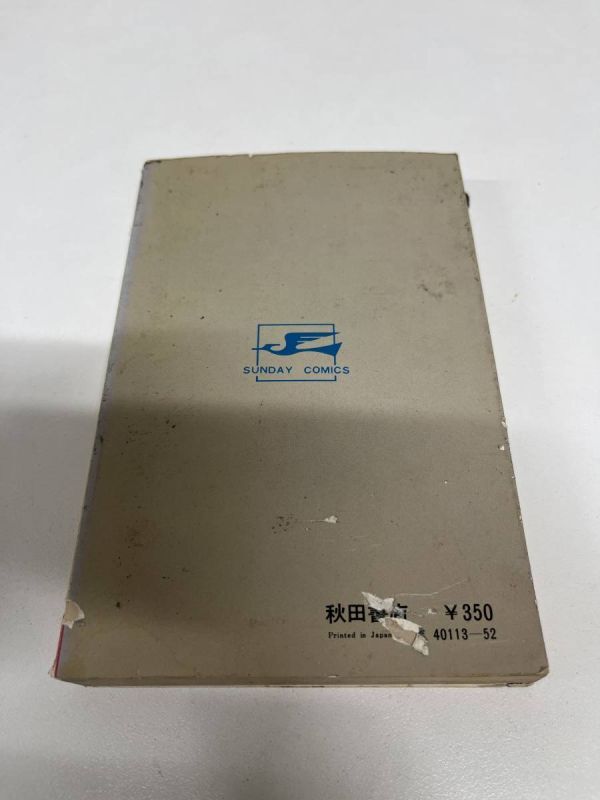 SUNDAY COMICS
秋田書店 ￥350
Printed in Japan 40113—52